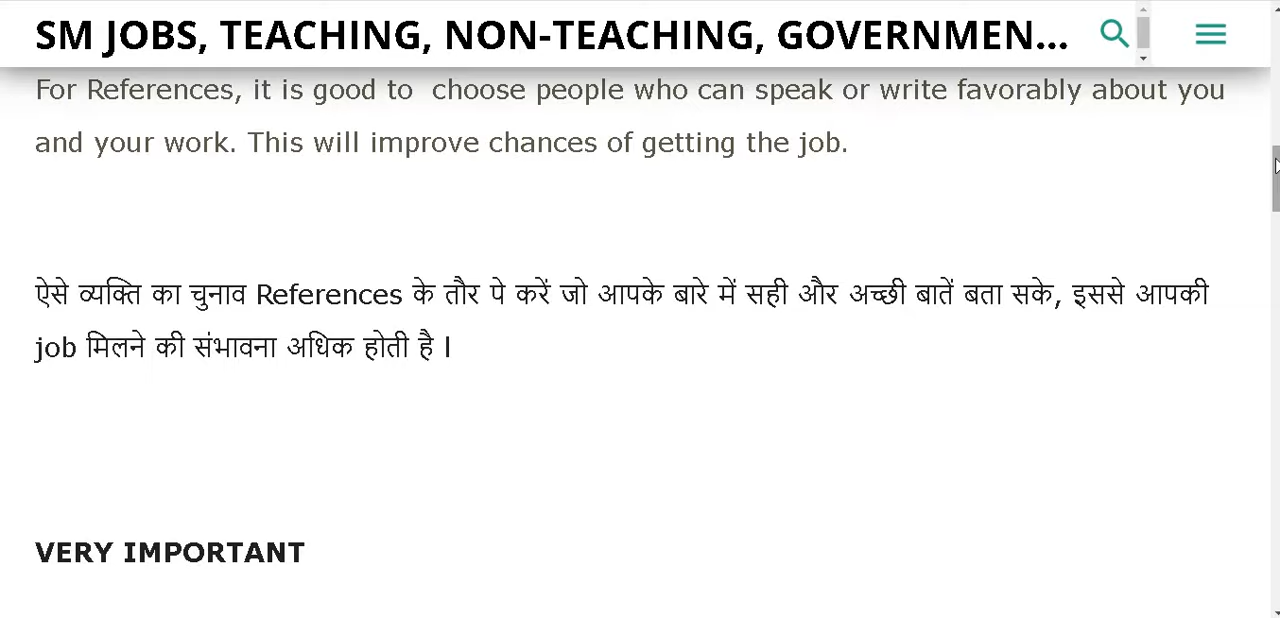 SM JOBS, TEACHING, NON-TEACHING, GOVERNMEN...
For References, it is good to  choose people who can speak or write favorably about you
and your work. This will improve chances of getting the job.
ऐसे व्यक्ति का चुनाव References के तौर पे करें जो आपके बारे में सही और अच्छी बातें बता सके, इससे आपकी
job मिलने की संभावना अधिक होती है l
VERY IMPORTANT